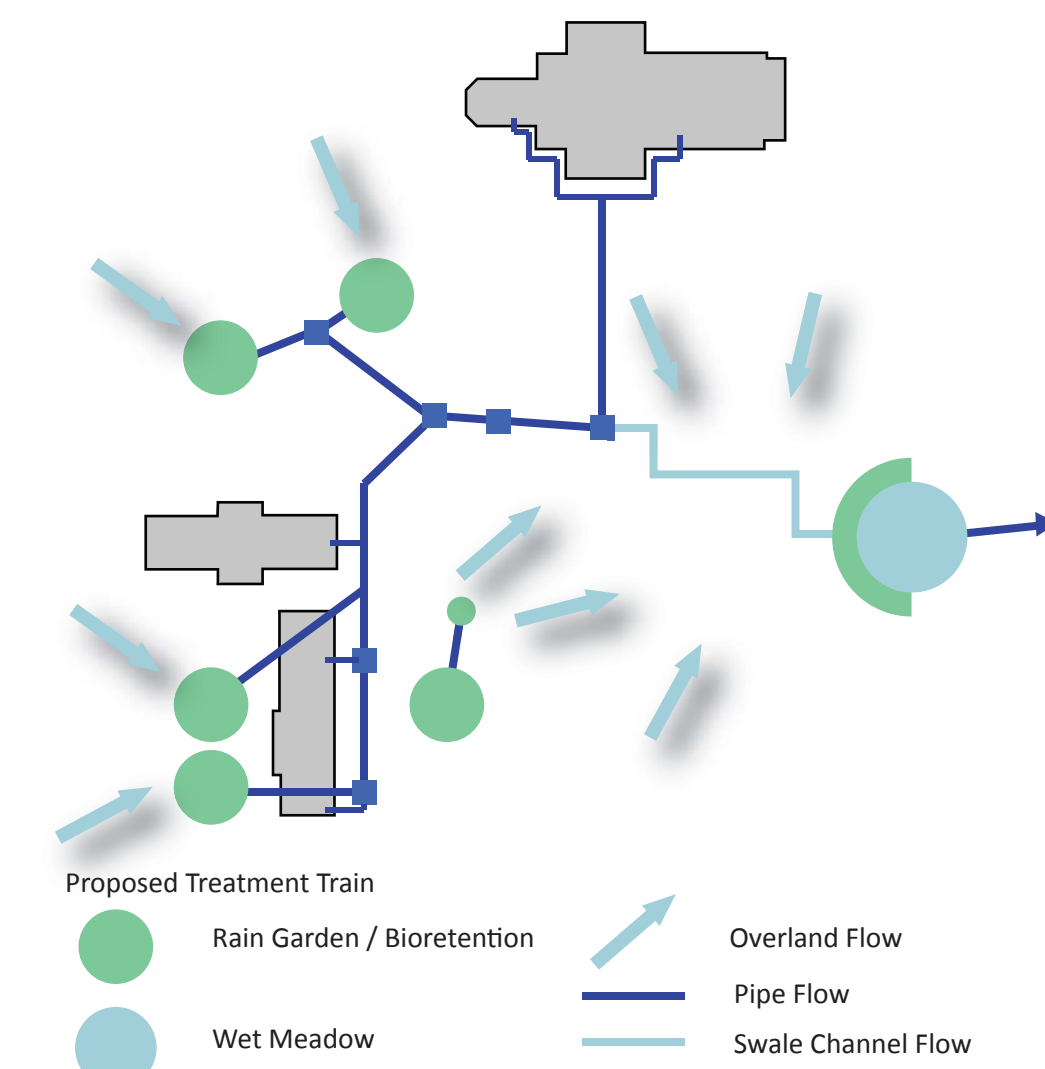 Proposed Treatment Train
Rain Garden / Bioretention
Overland Flow
Pipe Flow
Wet Meadow
Swale Channel Flow